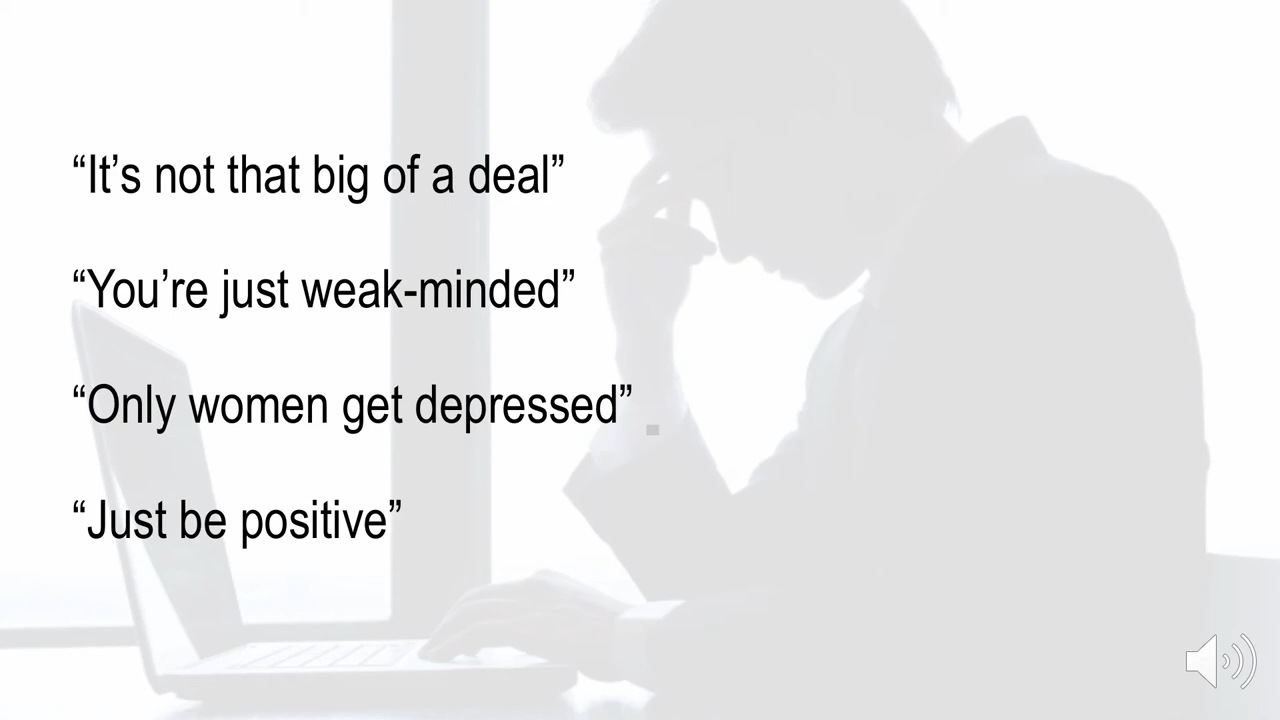 “It’s not that big of a deal”
“You’re just weak-minded”
“Only women get depressed”
“Just be positive”